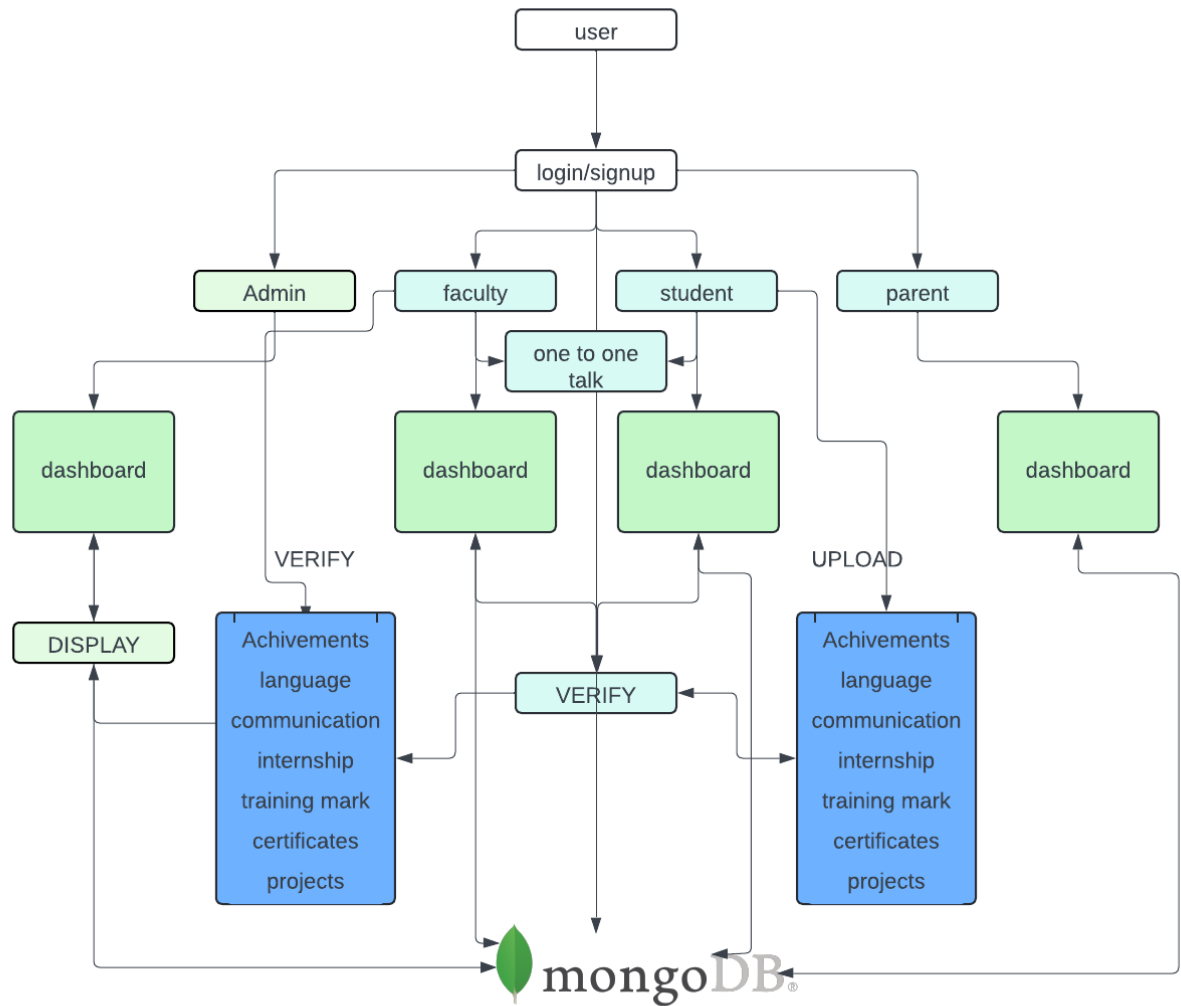 user
login/signup
Admin
faculty
student
parent
one to one
talk
dashboard
dashboard
dashboard
dashboard
VERIFY
UPLOAD
DISPLAY
Achivements
language
communication
internship
training mark
certificates
projects
VERIFY
Achivements
language
communication
internship
training mark
certificates
projects
mongoDB®